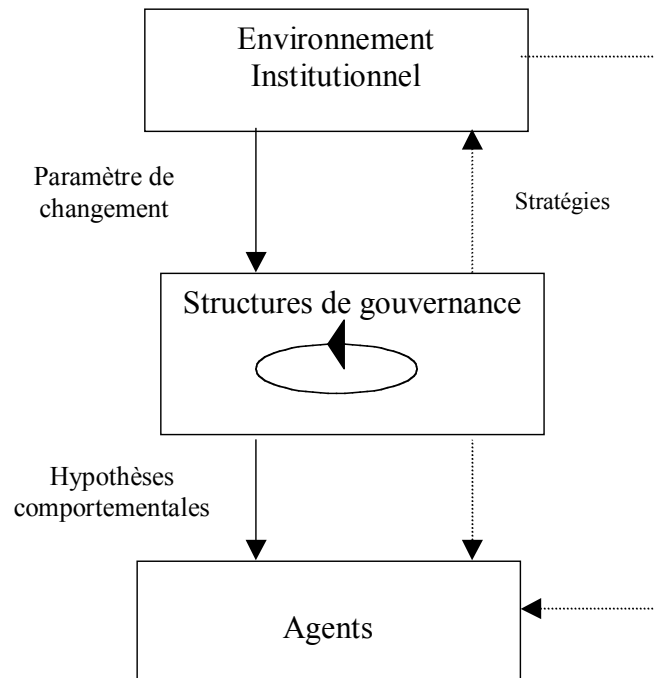 Environnement
Institutionnel
Paramètre de
changement
Stratégies
Structures de gouvernance
Hypothèses
comportementales
Agents